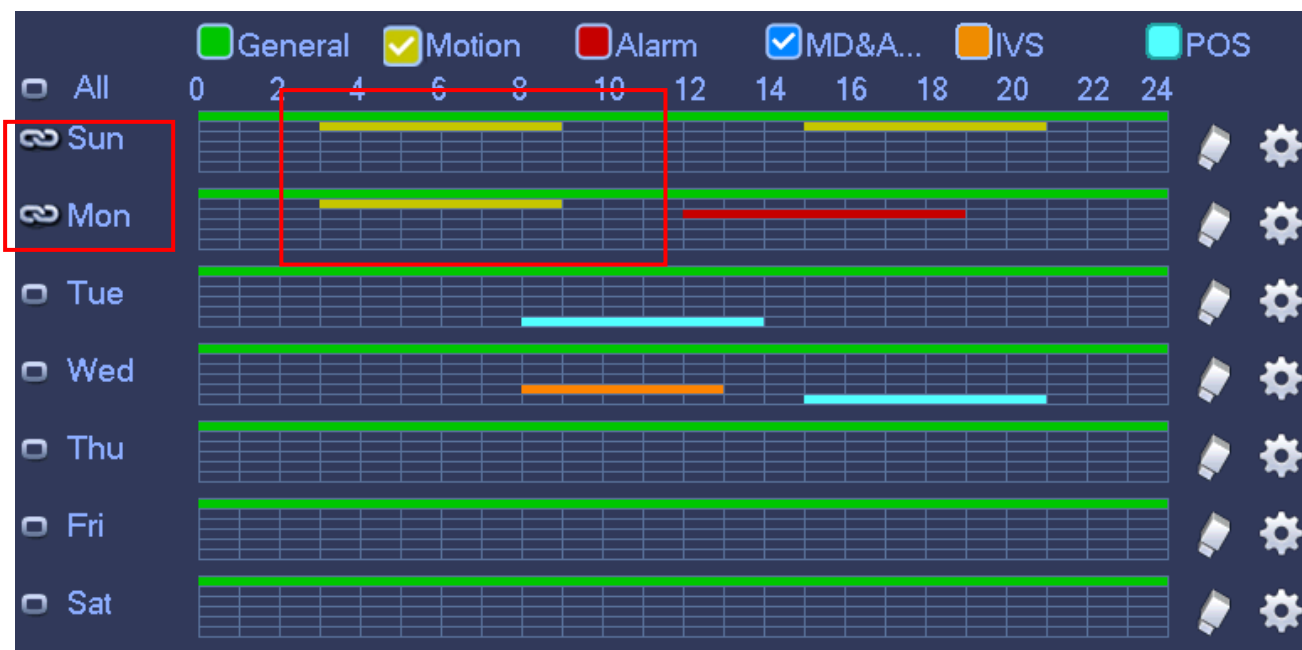 General Motion Alarm MD&A... IVS POS
All 0 2 4 6 8 10 12 14 16 18 20 22 24
Sun
Mon
Tue
Wed
Thu
Fri
Sat